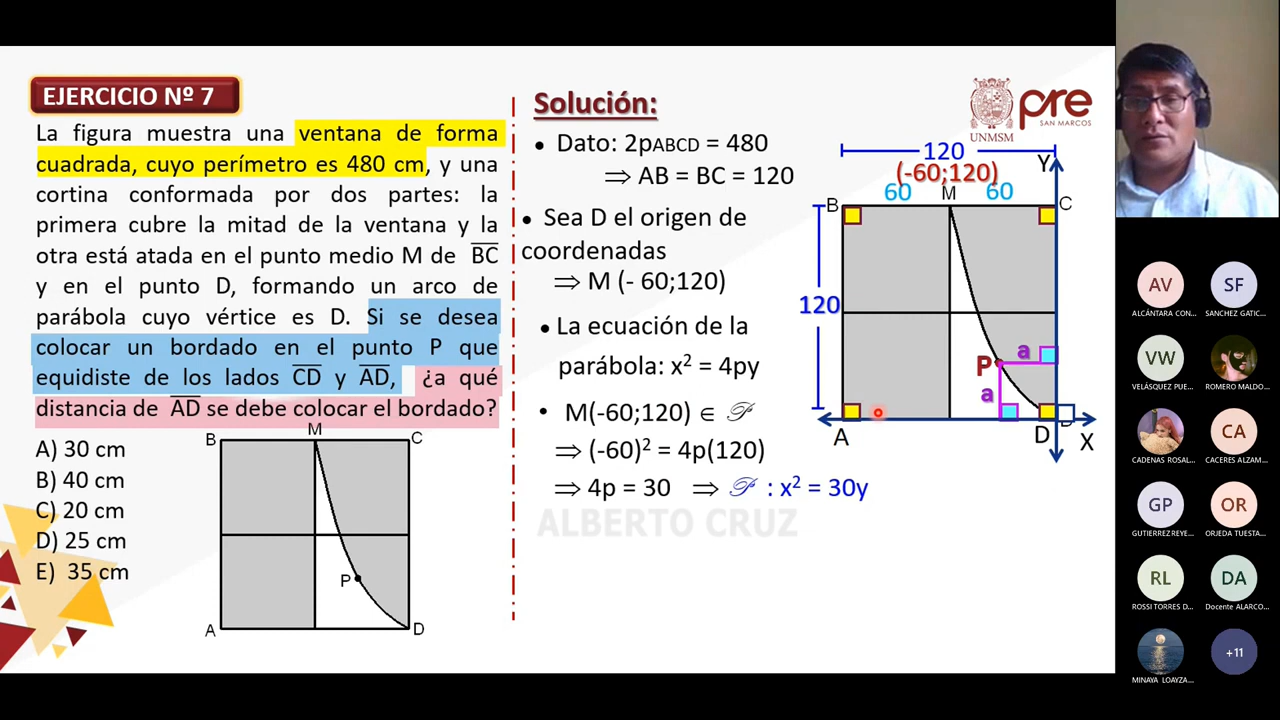 EJERCICIO Nº 7
La figura muestra una ventana de forma
cuadrada, cuyo perímetro es 480 cm, y una
cortina conformada por dos partes: la
primera cubre la mitad de la ventana y la
otra está atada en el punto medio M de BC
y en el punto D, formando un arco de
parábola cuyo vértice es D. Si se desea
colocar un bordado en el punto P que
equidiste de los lados CD y AD, ¿a qué
distancia de AD se debe colocar el bordado?
A) 30 cm
B) 40 cm
C) 20 cm
D) 25 cm
E) 35 cm
B
M
C
P
A
D
Solución:
• Dato: 2pABCD = 480
⇒ AB = BC = 120
• Sea D el origen de
coordenadas
⇒ M (- 60;120)
• La ecuación de la
parábola: x² = 4py
• M(-60;120) ∈ 𝒫
⇒ (-60)² = 4p(120)
⇒ 4p = 30 ⇒ 𝒫 : x² = 30y
ALBERTO CRUZ
UNMSM
pre
SAN MARCOS
120
Y
(-60;120)
60
M
60
B
C
120
P
a
a
A
D
X
AV
ALCÁNTARA CON...
SF
SANCHEZ GATIC...
VW
VELÁSQUEZ PUE...
ROMERO MALDO...
CADENAS ROSAL...
CA
CACERES ALZAM...
GP
GUTIERREZ REYE...
OR
ORJEDA TUESTA...
RL
ROSSI TORRES D...
DA
Docente ALARCO...
MINAYA LOAYZA...
+11